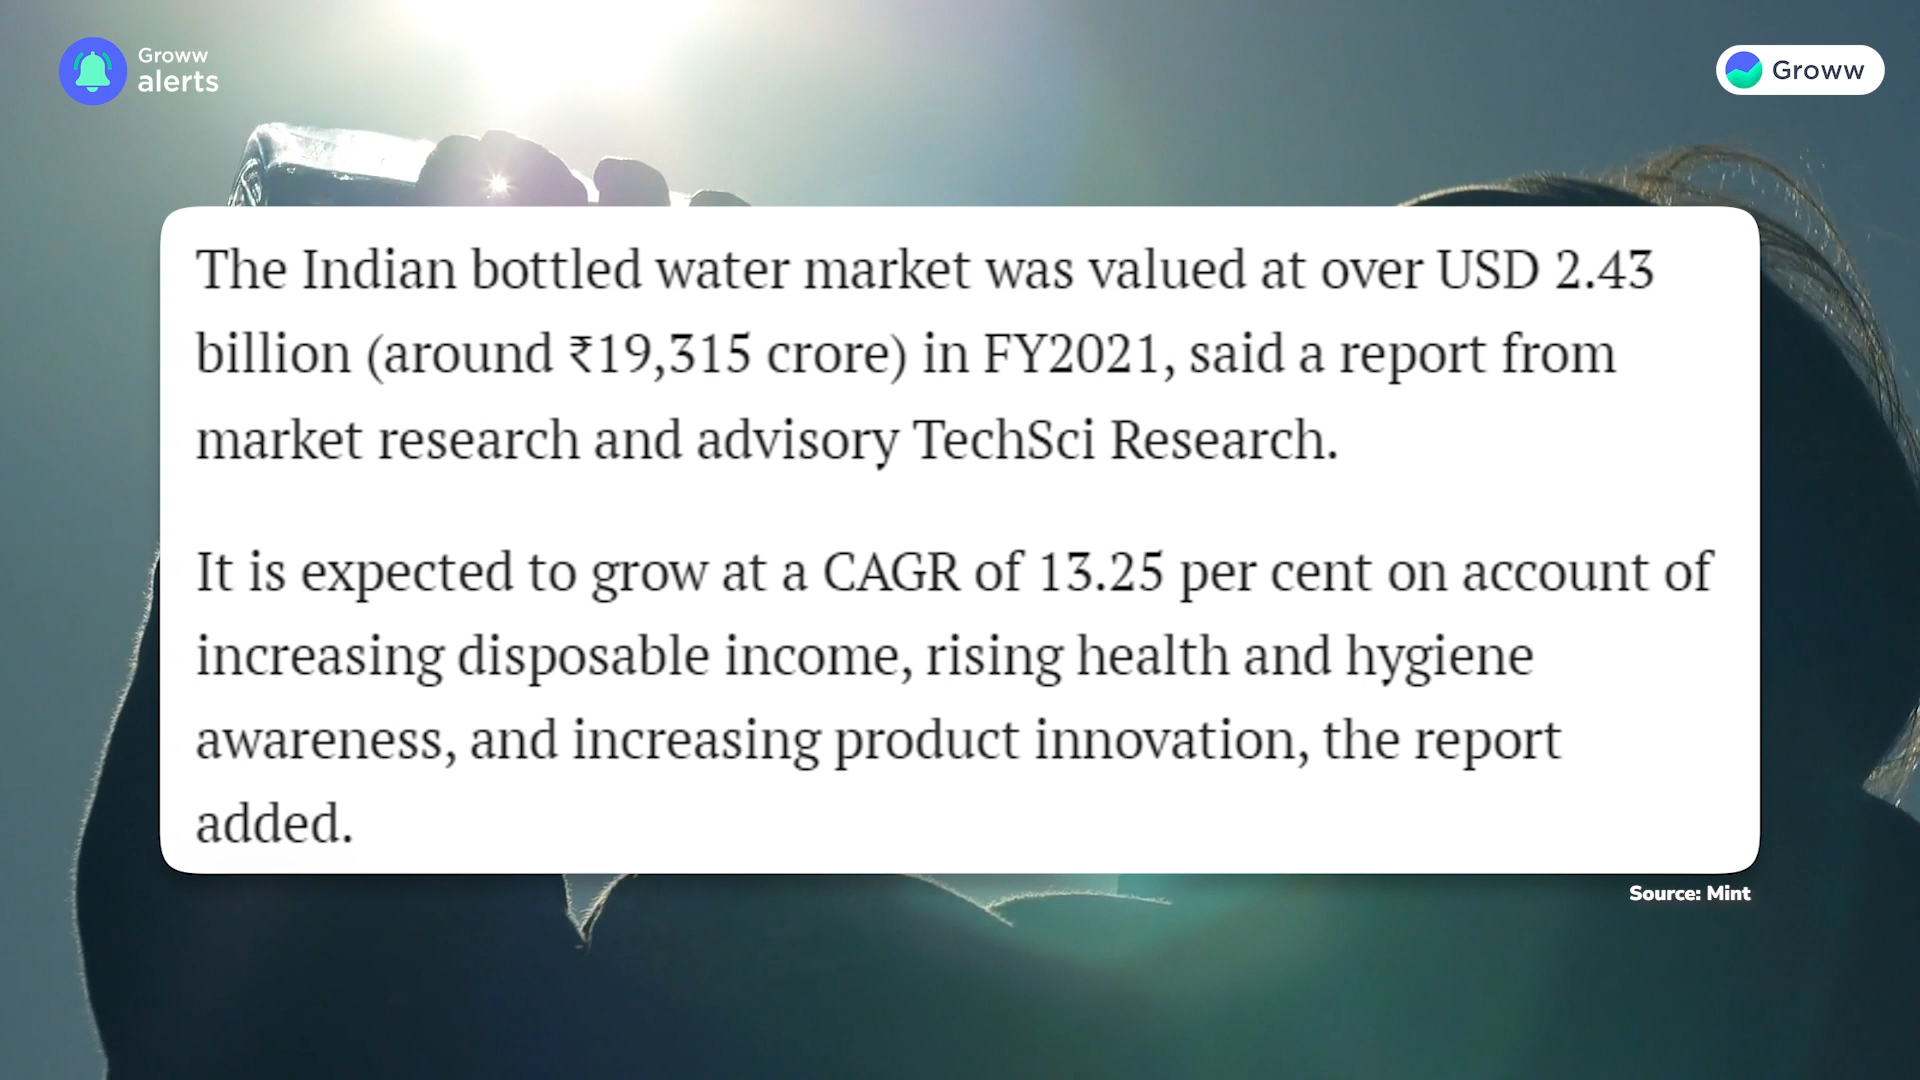 Groww
alerts
Groww
The Indian bottled water market was valued at over USD 2.43
billion (around ₹19,315 crore) in FY2021, said a report from
market research and advisory TechSci Research.
It is expected to grow at a CAGR of 13.25 per cent on account of
increasing disposable income, rising health and hygiene
awareness, and increasing product innovation, the report
added.
Source: Mint